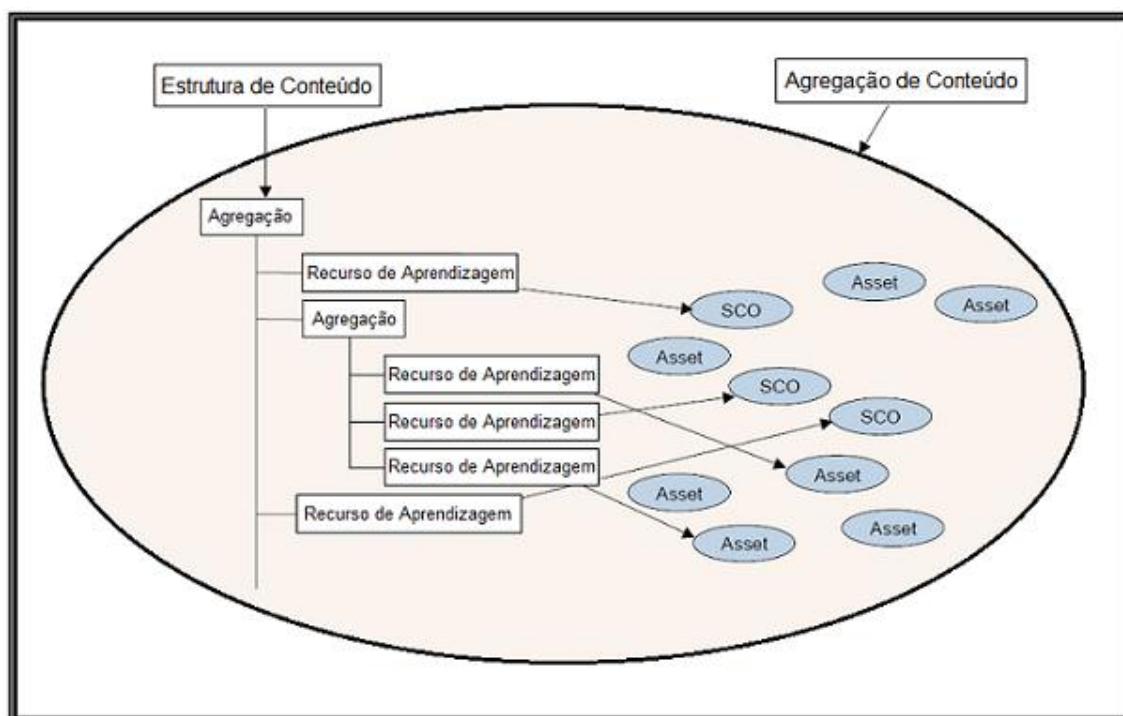 Estrutura de Conteúdo
Agregação de Conteúdo
Agregação
Recurso de Aprendizagem
Agregação
Recurso de Aprendizagem
Recurso de Aprendizagem
Recurso de Aprendizagem
Recurso de Aprendizagem
SCO
Asset
Asset
Asset
SCO
SCO
Asset
Asset
Asset
Asset